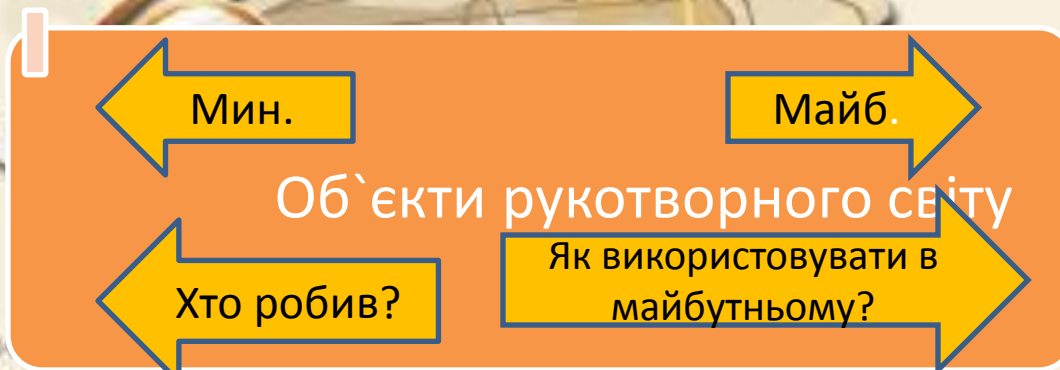 Мин.
Майб.
Об`єкти рукотворного світу
Хто робив?
Як використовувати в
майбутньому?